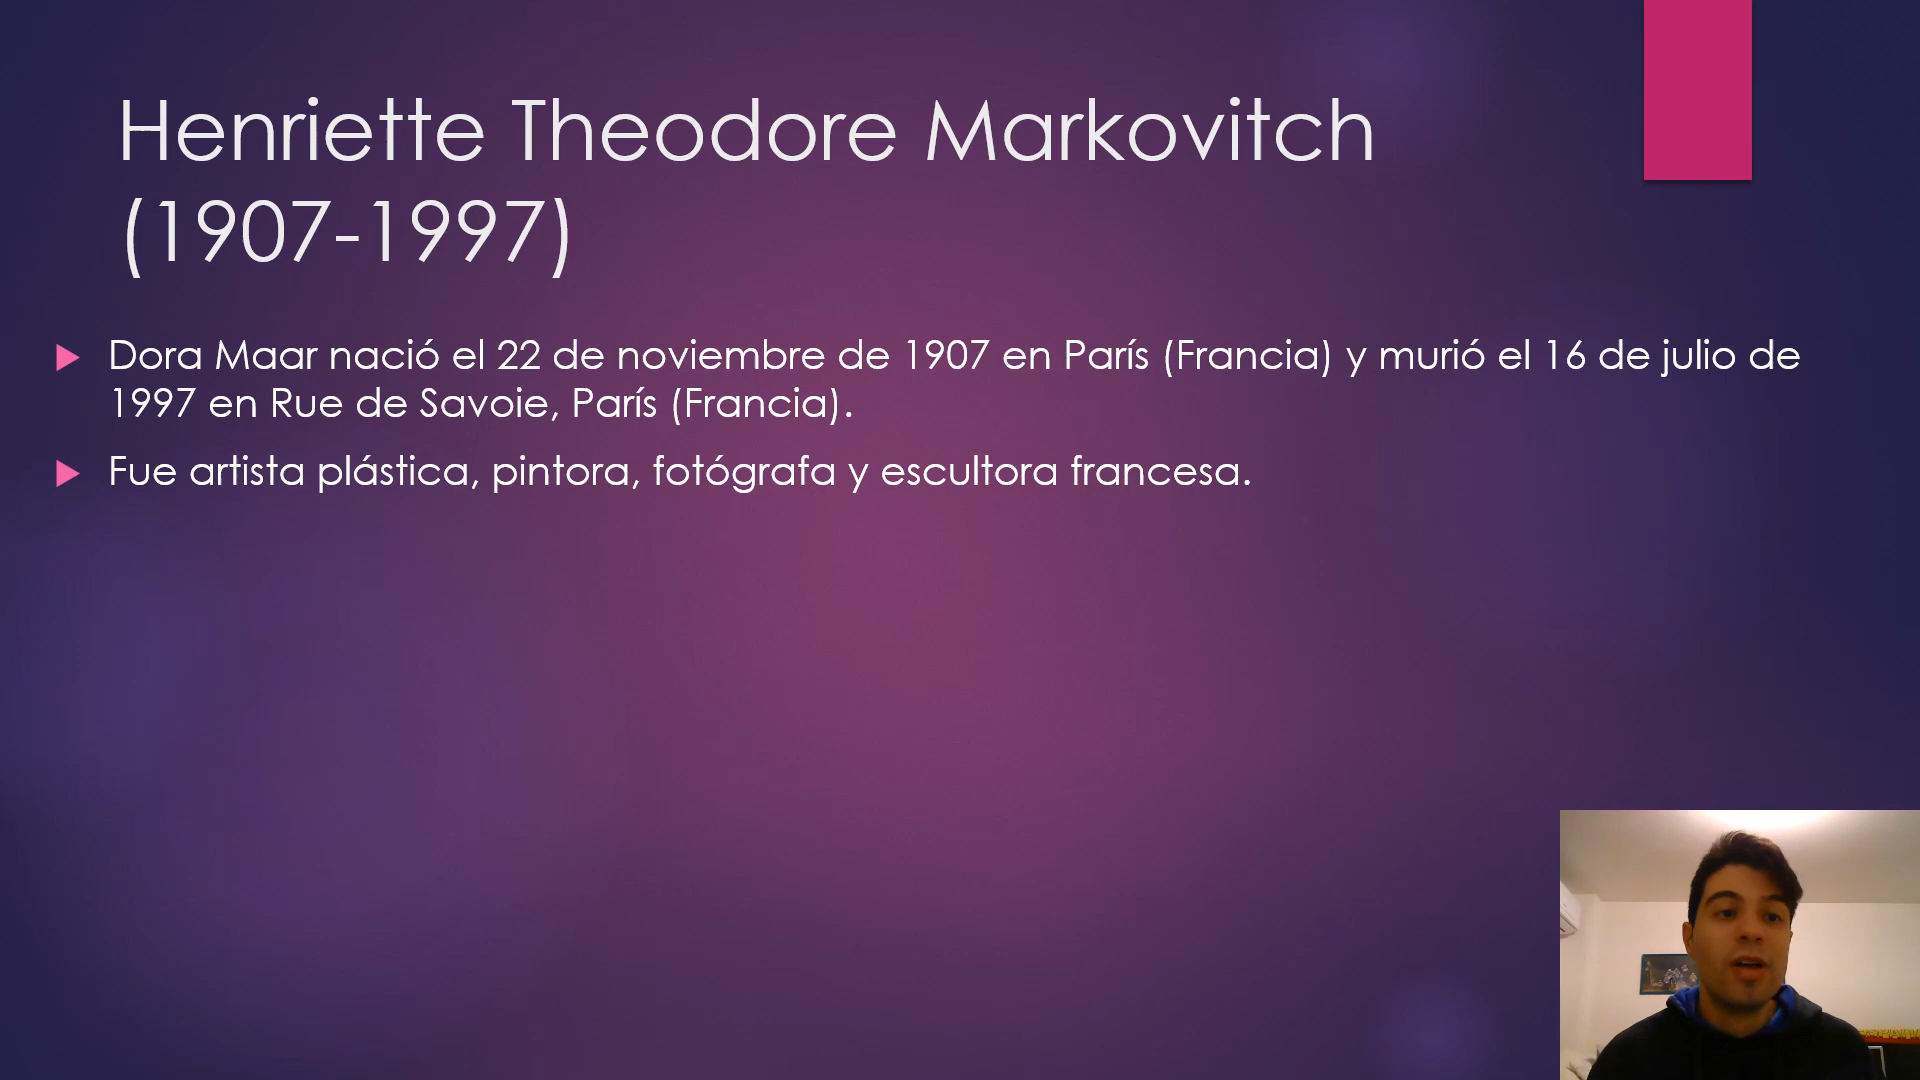 Henriette Theodore Markovitch
(1907-1997)
Dora Maar nació el 22 de noviembre de 1907 en París (Francia) y murió el 16 de julio de
1997 en Rue de Savoie, París (Francia).
Fue artista plástica, pintora, fotógrafa y escultora francesa.